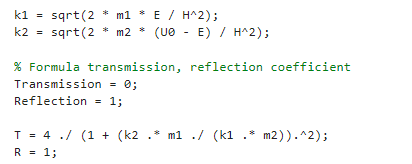 k1 = sqrt(2 * m1 * E / H^2);
k2 = sqrt(2 * m2 * (U0 - E) / H^2);
% Formula transmission, reflection coefficient
Transmission = 0;
Reflection = 1;
T = 4 ./ (1 + (k2 .* m1 ./ (k1 .* m2)).^2);
R = 1;